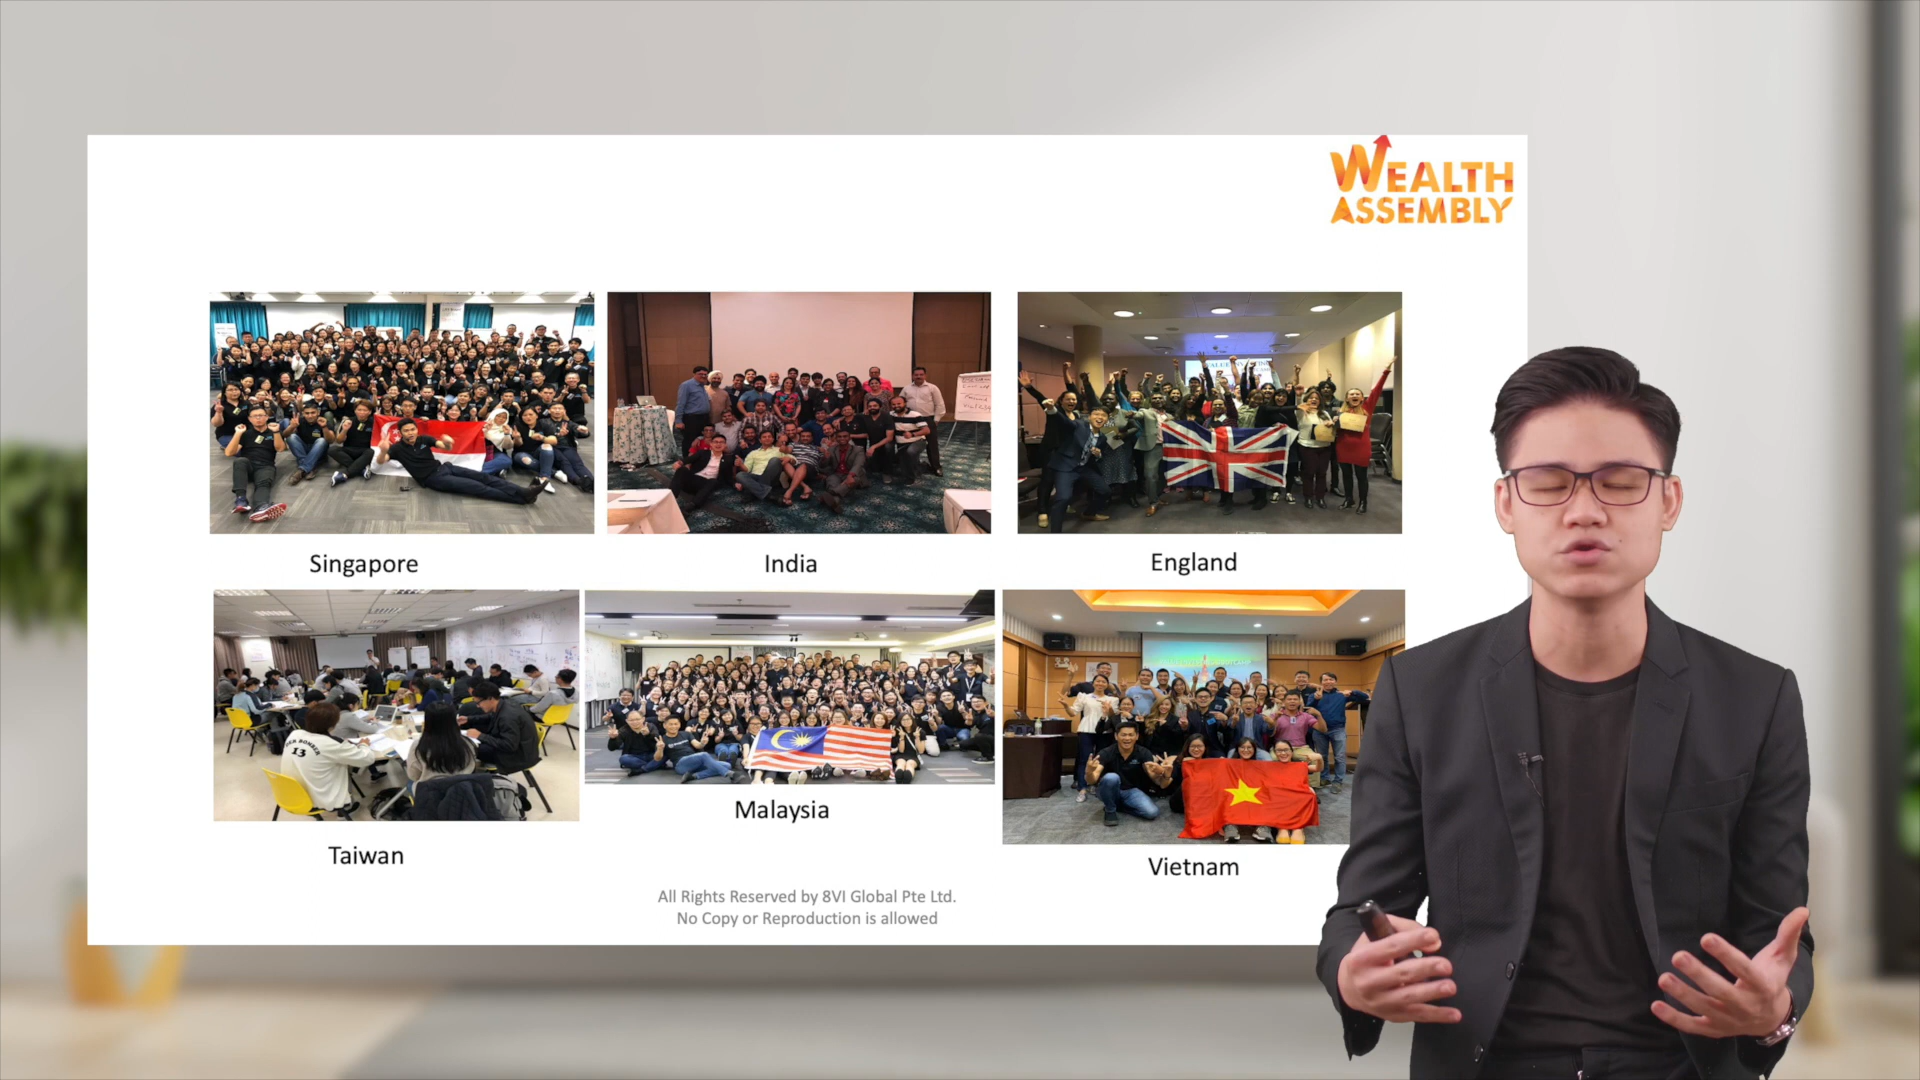 WEALTH
ASSEMBLY
Singapore
India
England
Taiwan
Malaysia
Vietnam
All Rights Reserved by 8VI Global Pte Ltd.
No Copy or Reproduction is allowed
13